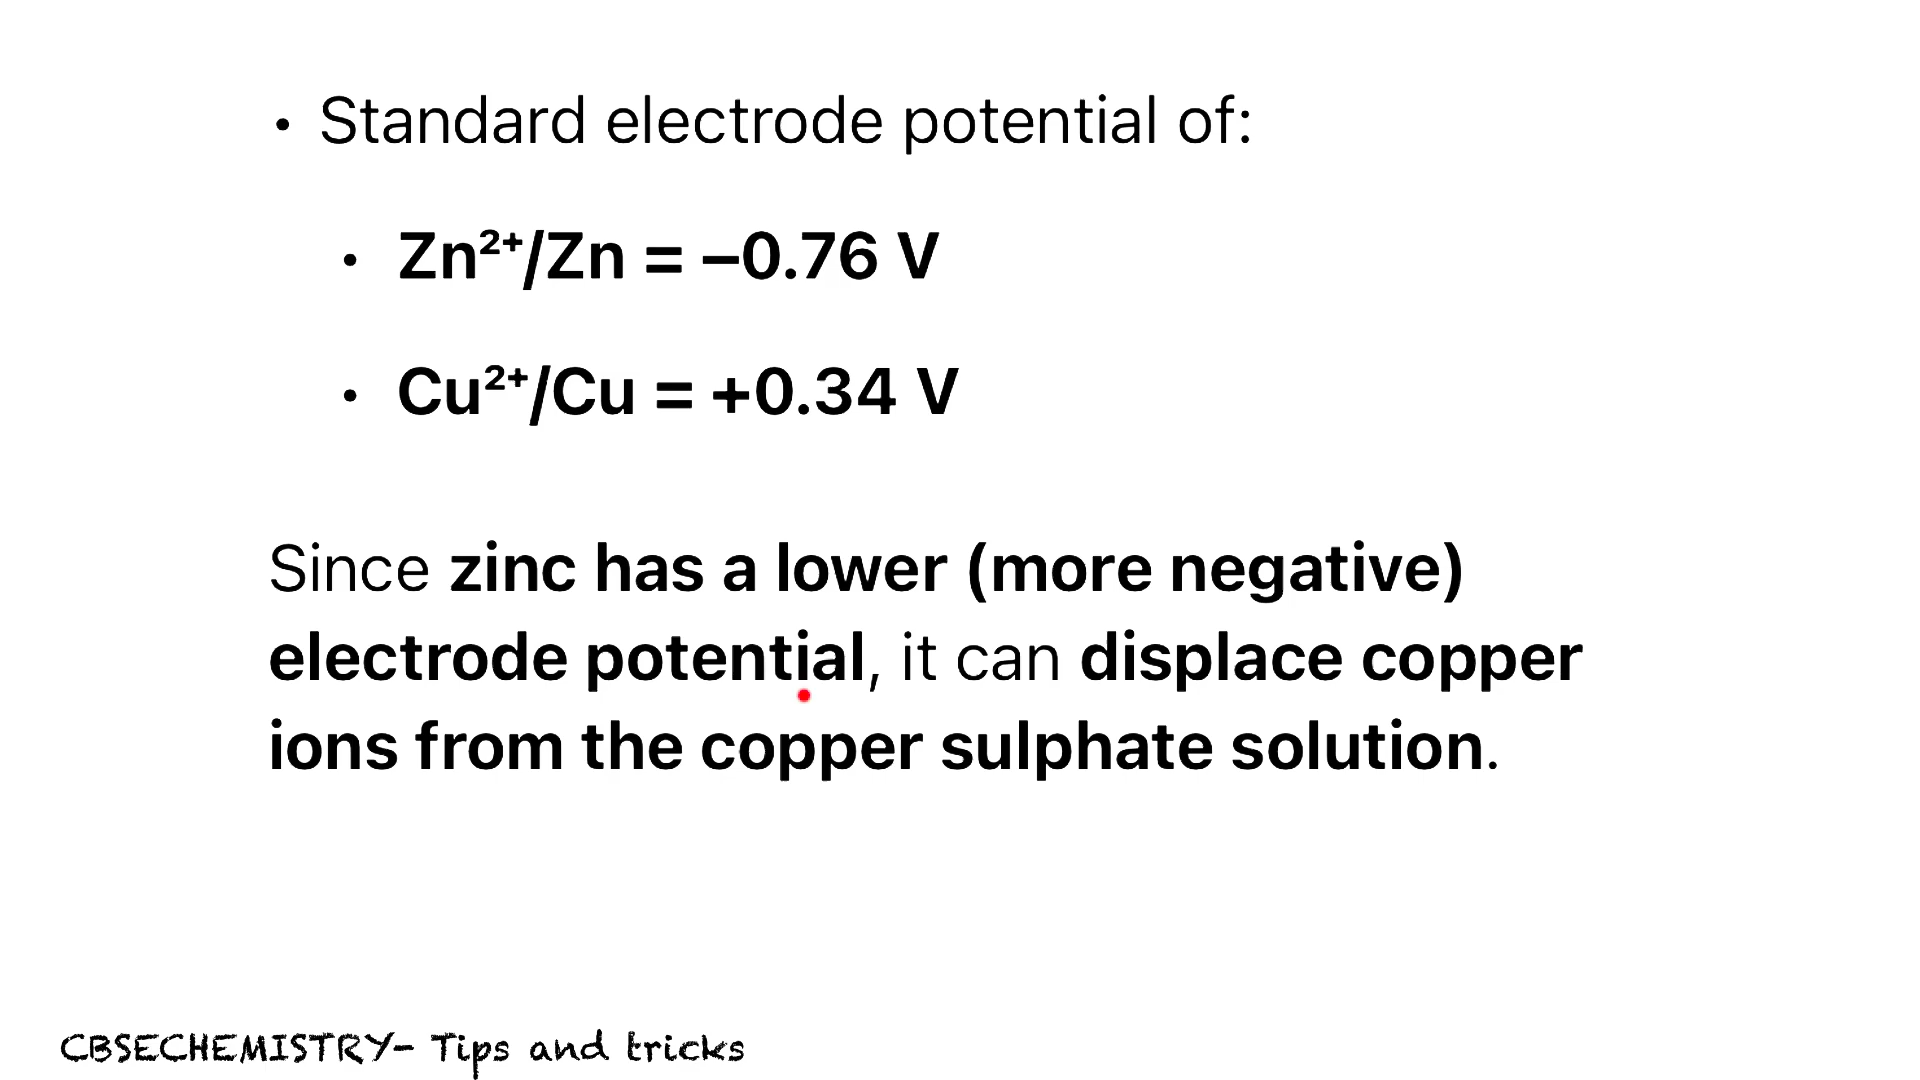 • Standard electrode potential of:
• Zn²⁺/Zn = –0.76 V
• Cu²⁺/Cu = +0.34 V
Since zinc has a lower (more negative)
electrode potential, it can displace copper
ions from the copper sulphate solution.
CBSECHEMISTRY- Tips and tricks